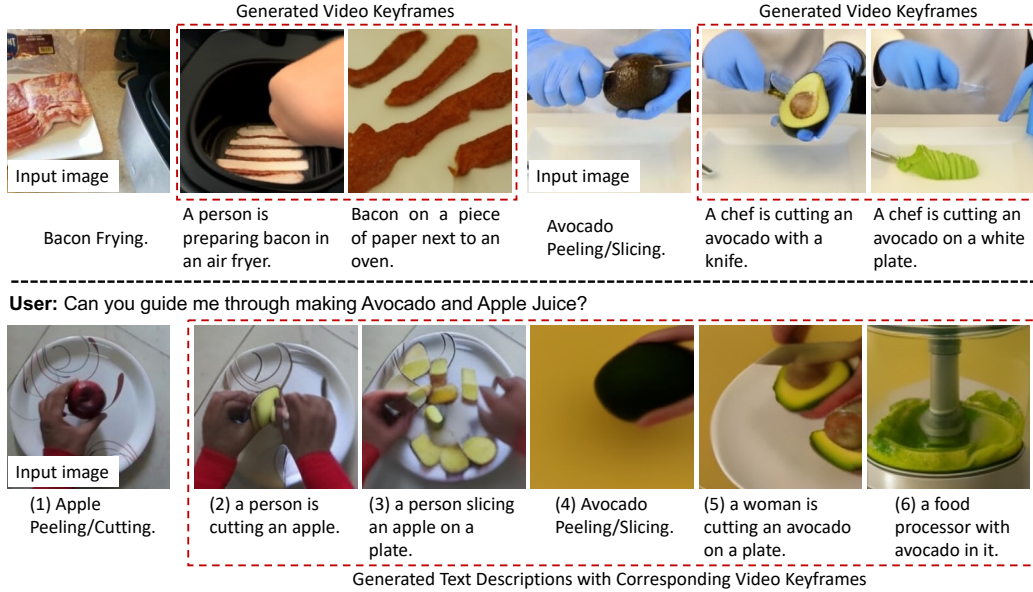 Generated Video Keyframes
Generated Video Keyframes
Input image
Input image
Bacon Frying.
A person is
preparing bacon in
an air fryer.
Bacon on a piece
of paper next to an
oven.
Avocado
Peeling/Slicing.
A chef is cutting an
avocado with a
knife.
A chef is cutting an
avocado on a white
plate.
User: Can you guide me through making Avocado and Apple Juice?
Input image
(1) Apple
Peeling/Cutting.
(2) a person is
cutting an apple.
(3) a person slicing
an apple on a
plate.
(4) Avocado
Peeling/Slicing.
(5) a woman is
cutting an avocado
on a plate.
(6) a food
processor with
avocado in it.
Generated Text Descriptions with Corresponding Video Keyframes